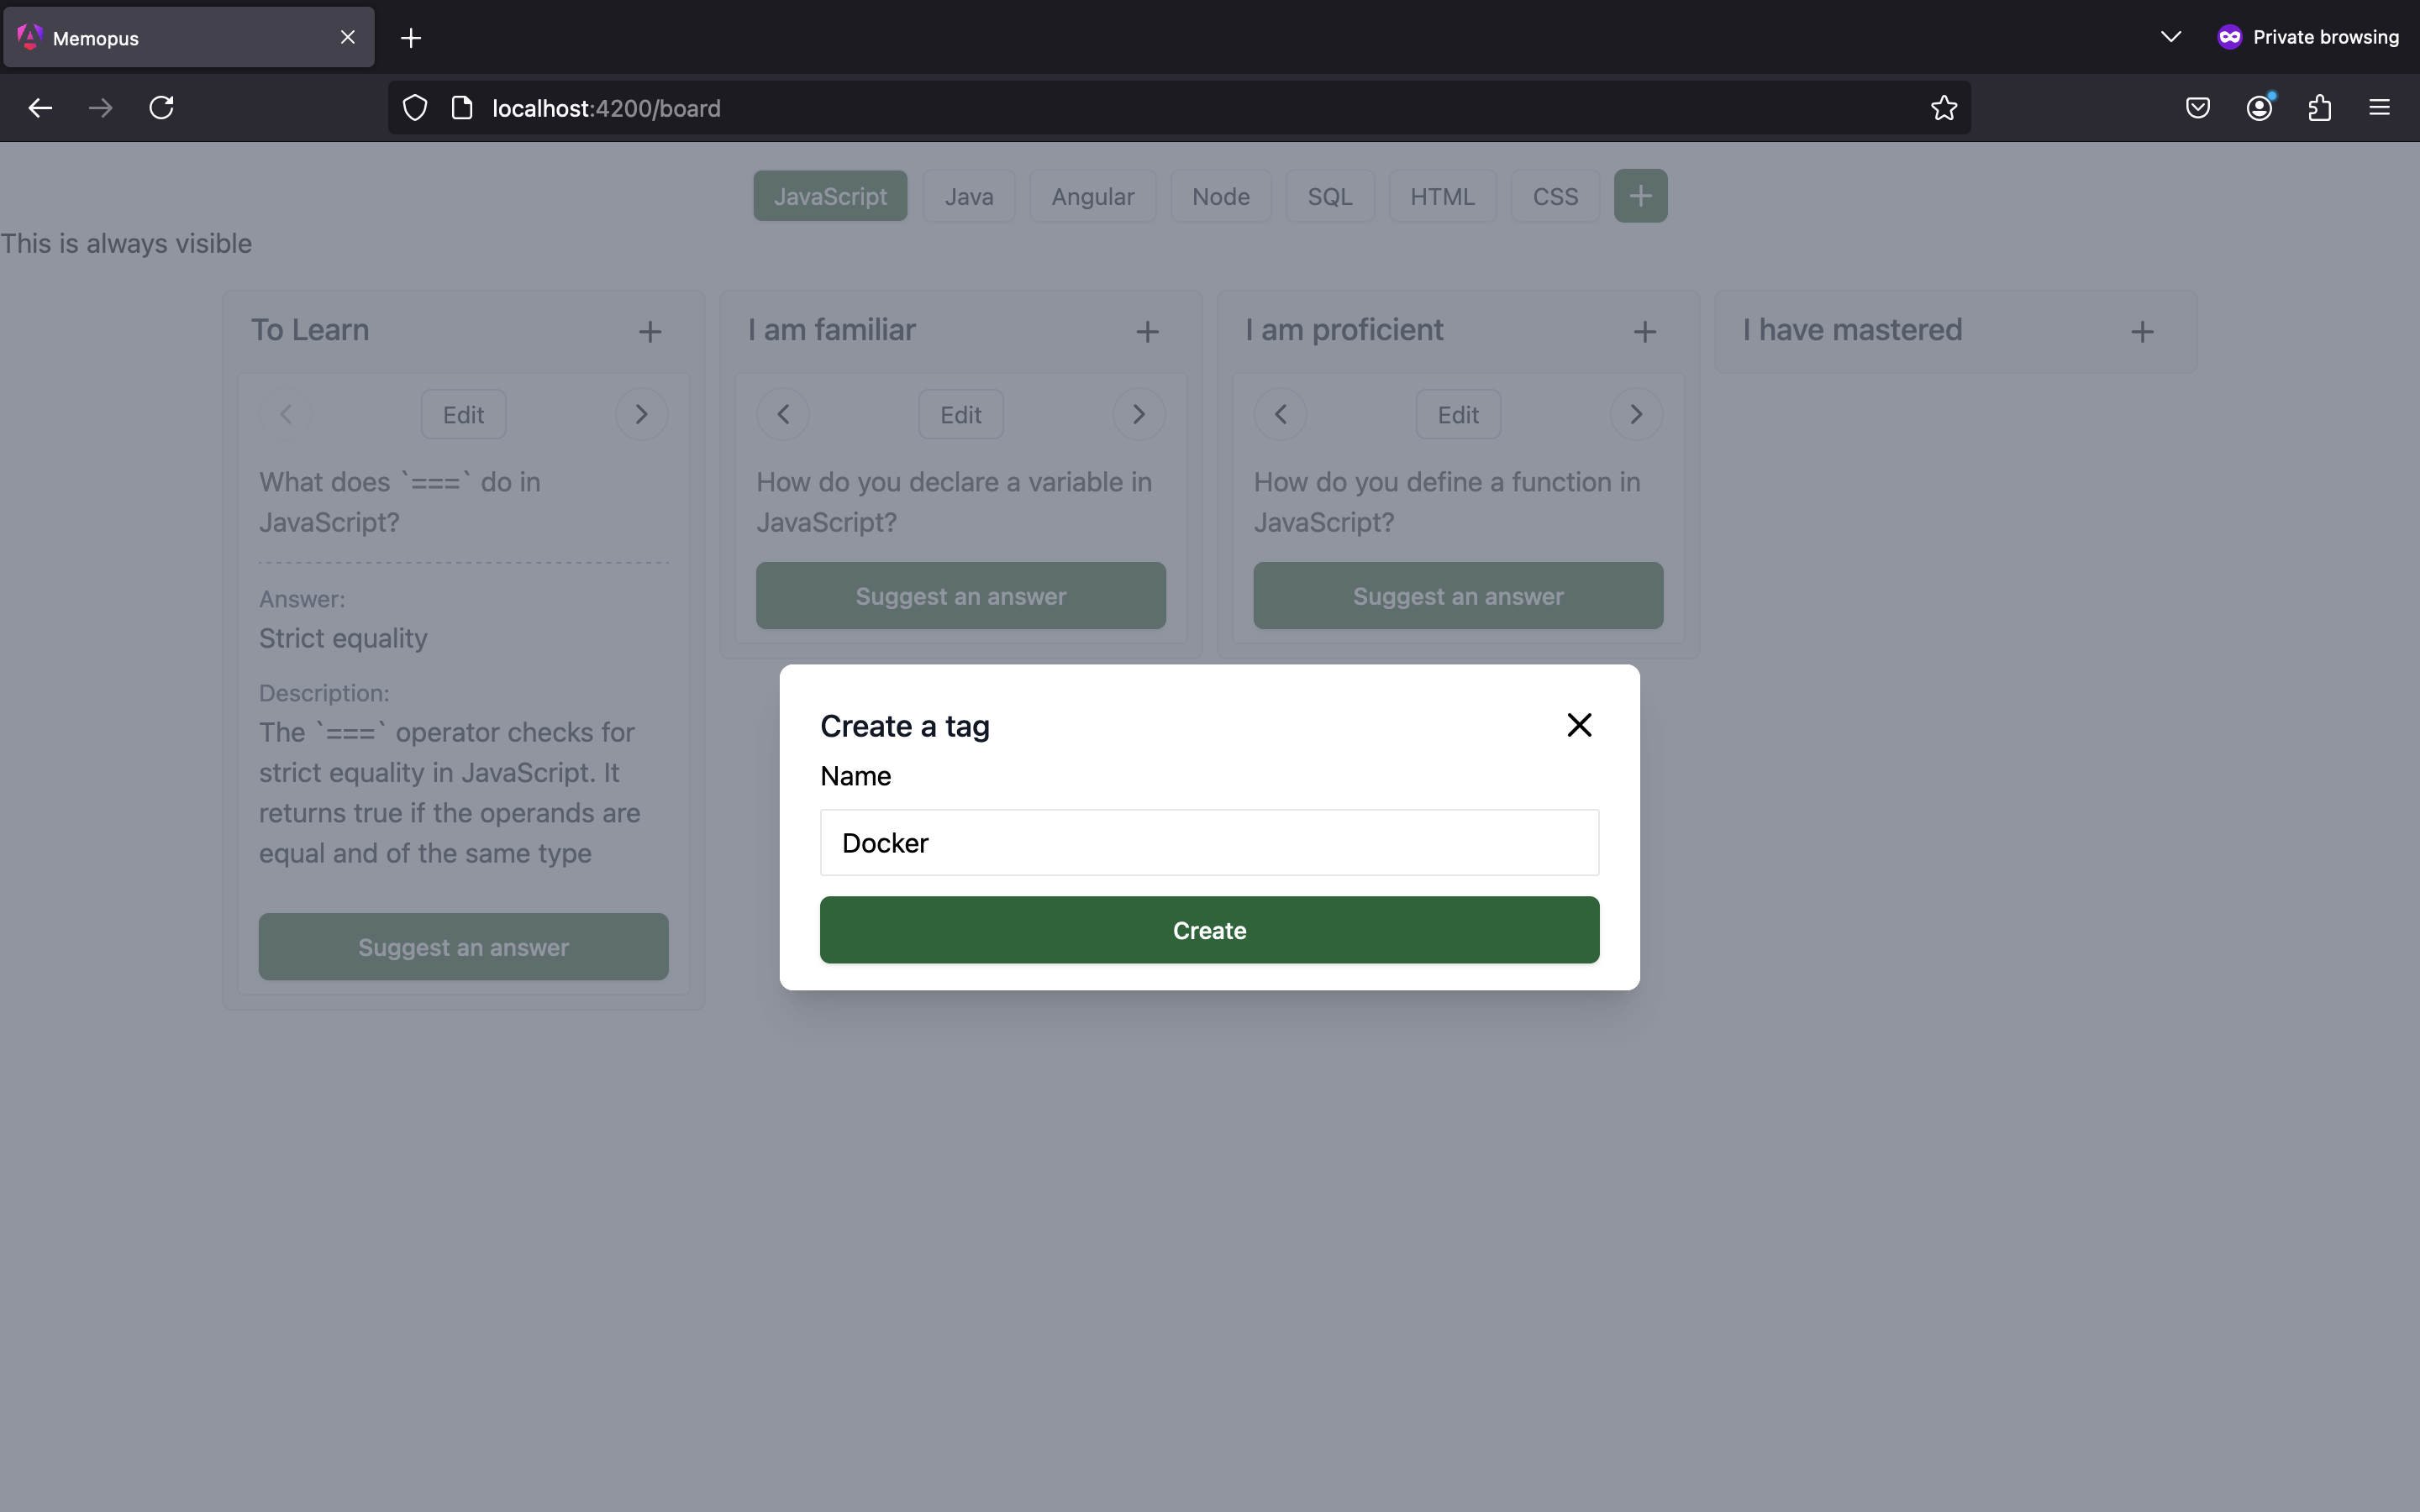 Memopus
Private browsing
localhost:4200/board
JavaScript Java Angular Node SQL HTML CSS
This is always visible
To Learn
Edit
What does `===` do in
JavaScript?
Answer:
Strict equality
Description:
The `===` operator checks for
strict equality in JavaScript. It
returns true if the operands are
equal and of the same type
Suggest an answer
I am familiar
Edit
How do you declare a variable in
JavaScript?
Suggest an answer
I am proficient
Edit
How do you define a function in
JavaScript?
Suggest an answer
I have mastered
Create a tag
Name
Docker
Create